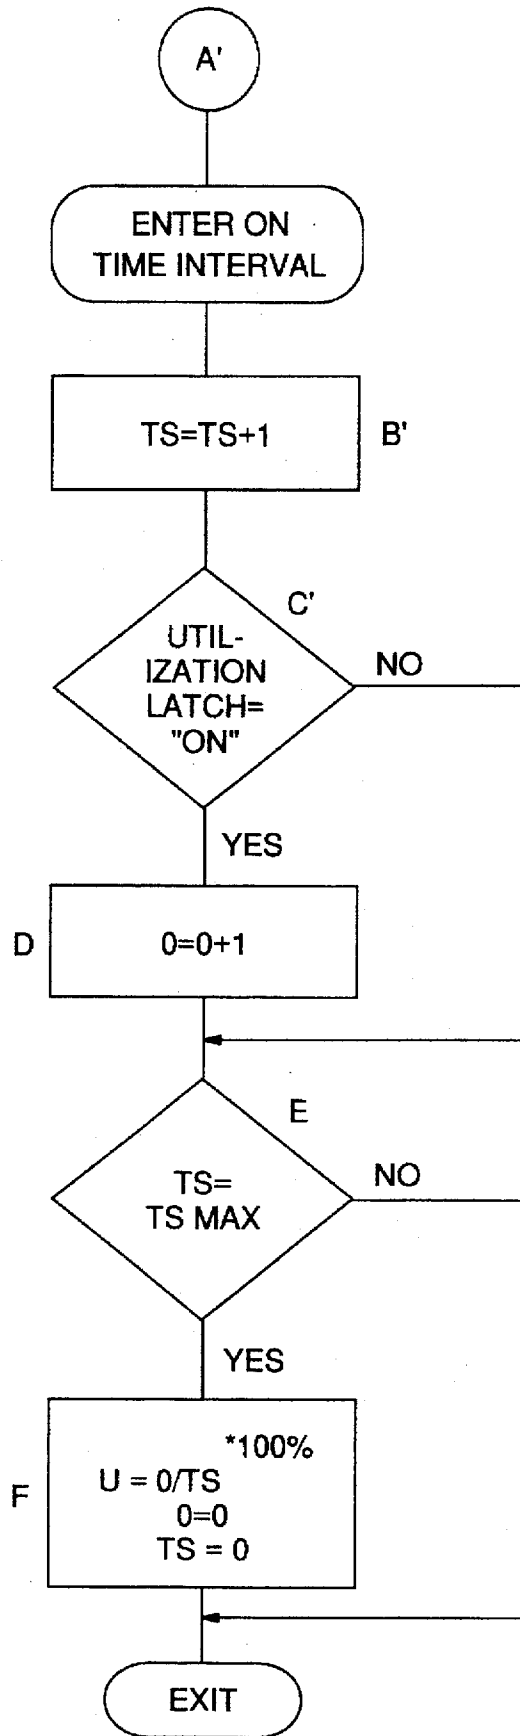 A'
ENTER ON
TIME INTERVAL
TS=TS+1
B'
C'
UTIL-
IZATION
LATCH=
"ON"
NO
YES
D
0=0+1
E
TS=
TS MAX
NO
YES
F
*100%
U = 0/TS
0=0
TS = 0
EXIT